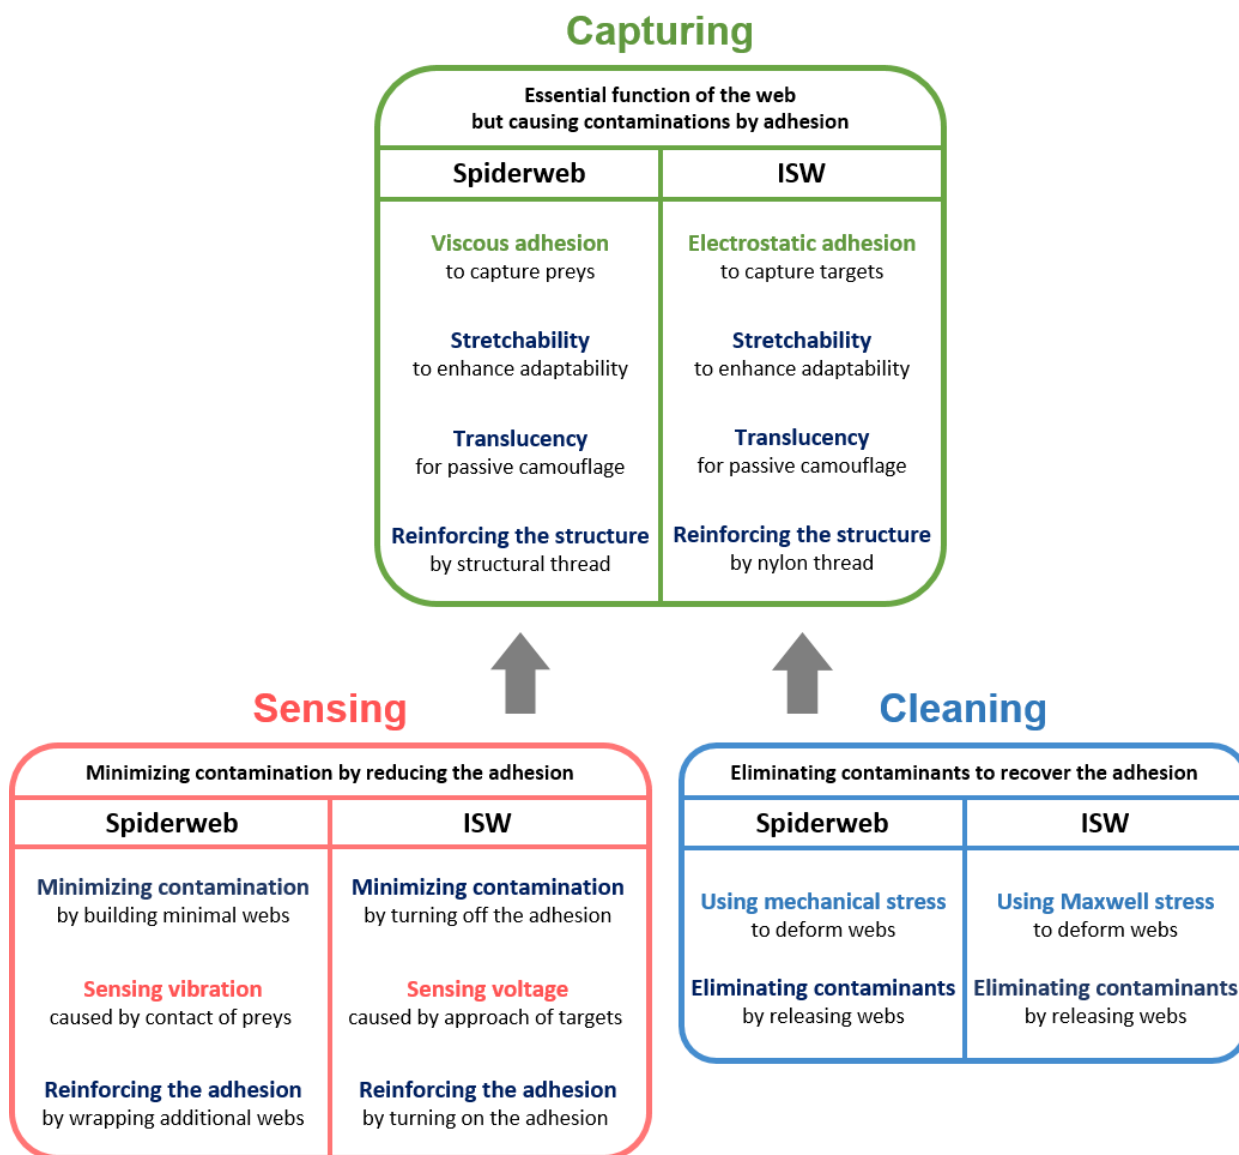 Capturing
Essential function of the web
but causing contaminations by adhesion
Spiderweb
ISW
Viscous adhesion
to capture preys
Electrostatic adhesion
to capture targets
Stretchability
to enhance adaptability
Stretchability
to enhance adaptability
Translucency
for passive camouflage
Translucency
for passive camouflage
Reinforcing the structure
by structural thread
Reinforcing the structure
by nylon thread
Sensing
Minimizing contamination by reducing the adhesion
Spiderweb
ISW
Minimizing contamination
by building minimal webs
Minimizing contamination
by turning off the adhesion
Sensing vibration
caused by contact of preys
Sensing voltage
caused by approach of targets
Reinforcing the adhesion
by wrapping additional webs
Reinforcing the adhesion
by turning on the adhesion
Cleaning
Eliminating contaminants to recover the adhesion
Spiderweb
ISW
Using mechanical stress
to deform webs
Using Maxwell stress
to deform webs
Eliminating contaminants
by releasing webs
Eliminating contaminants
by releasing webs